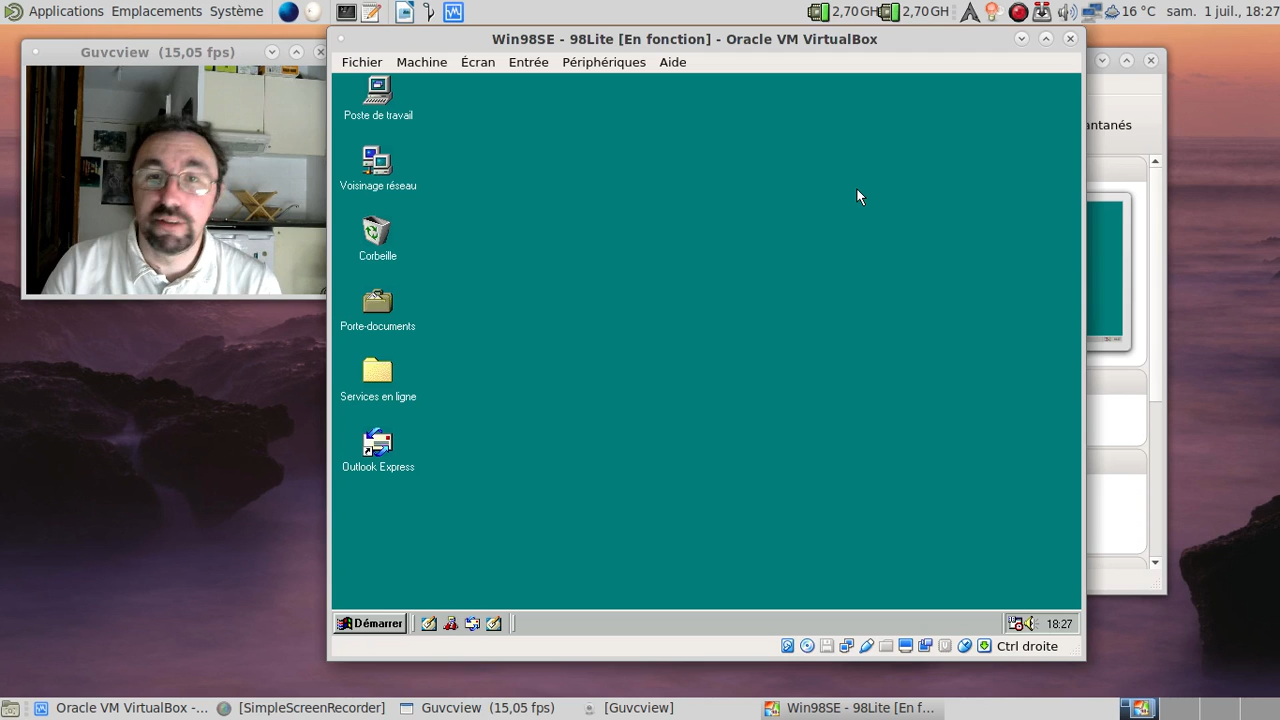 Applications Emplacements Système
2,70 GH 2,70 GH 16 °C sam. 1 juil., 18:27
Guvcview (15,05 fps)
Win98SE - 98Lite [En fonction] - Oracle VM VirtualBox
Fichier Machine Écran Entrée Périphériques Aide
antanés
Poste de travail
Voisinage réseau
Corbeille
Porte-documents
Services en ligne
Outlook Express
Démarrer
18:27
Ctrl droite
Oracle VM VirtualBox -... [SimpleScreenRecorder] Guvcview (15,05 fps) [Guvcview] Win98SE - 98Lite [En f...